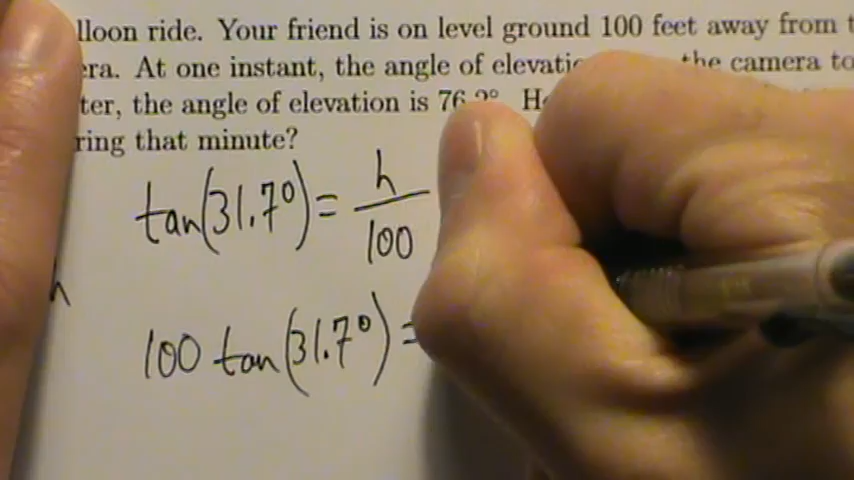 lloon ride. Your friend is on level ground 100 feet away from
era. At one instant, the angle of elevatio the camera to
ter, the angle of elevation is 76.2°.
ring that minute?
tan(31.7°) = h/100
h
100 tan(31.7°) =